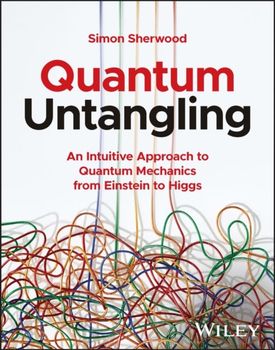 Simon Sherwood
Quantum
Untangling
An Intuitive Approach to
Quantum Mechanics
from Einstein to Higgs
WILEY